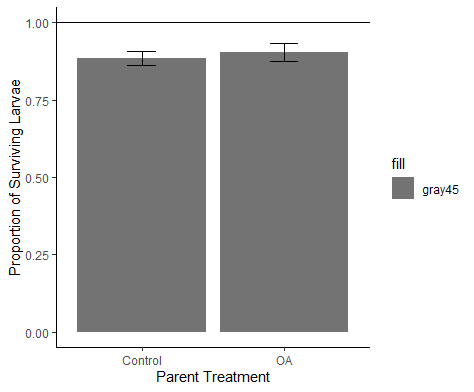 1.00
0.75
0.50
0.25
0.00
Proportion of Surviving Larvae
Control
OA
Parent Treatment
fill
gray45